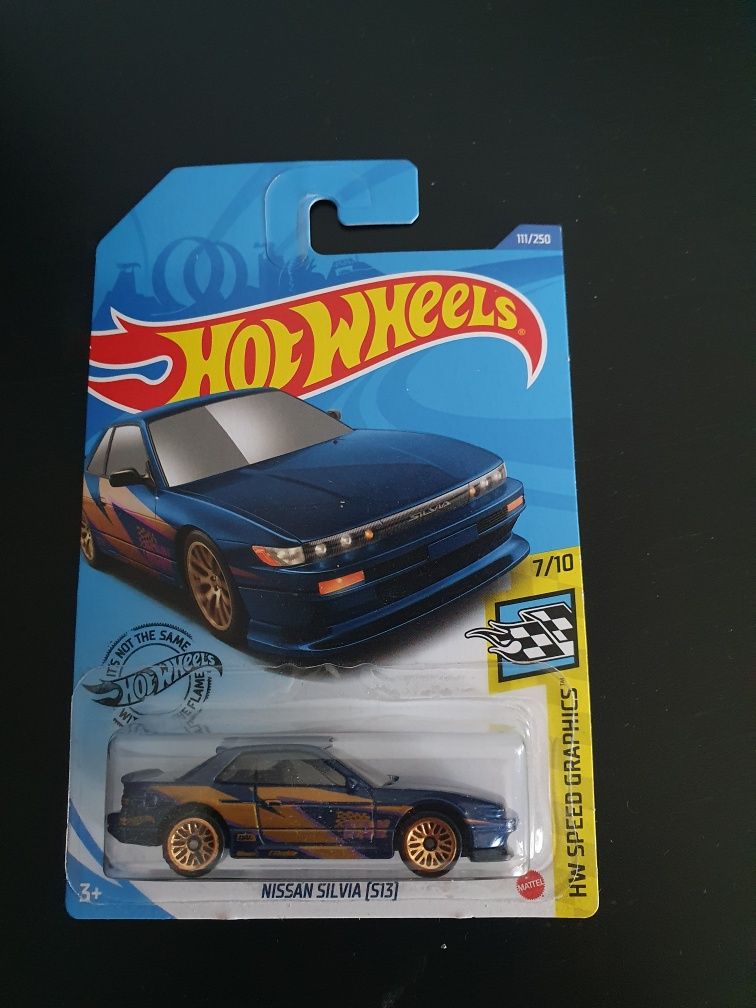 111/250
HOT WHEELS®
SILVIA
7/10
IT'S NOT THE SAME
HOT WHEELS
HW SPEED GRAPHICS™
3+
NISSAN SILVIA (S13)
MATTEL